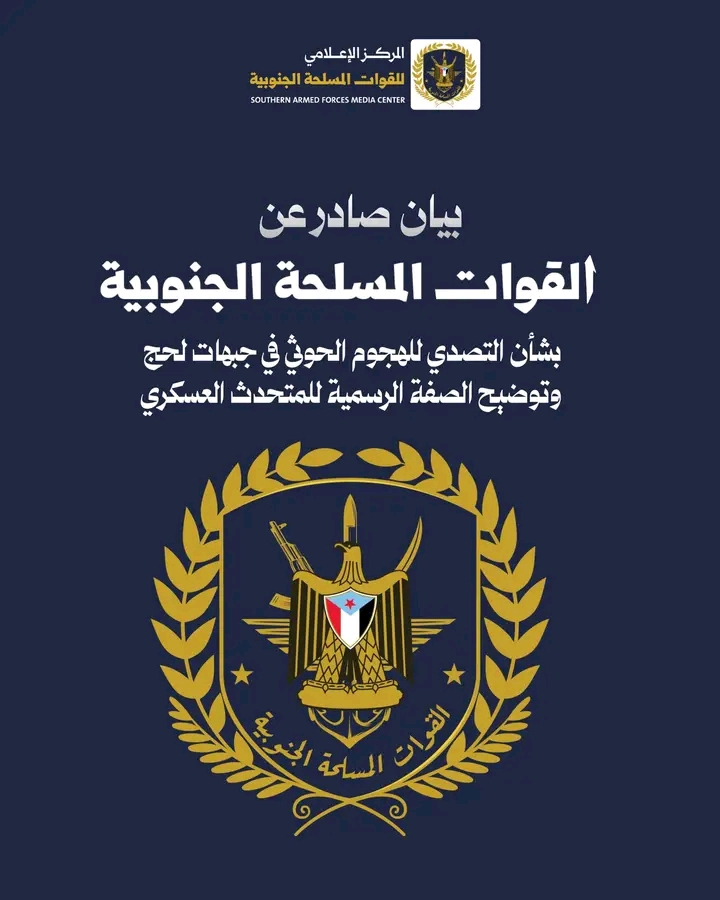 المركز الإعلامي
للقوات المسلحة الجنوبية
SOUTHERN ARMED FORCES MEDIA CENTER
بيان صادر عن
القوات المسلحة الجنوبية
بشأن التصدي للهجوم الحوثي في جبهات لحج
وتوضيح الصفة الرسمية للمتحدث العسكري
القوات المسلحة الجنوبية